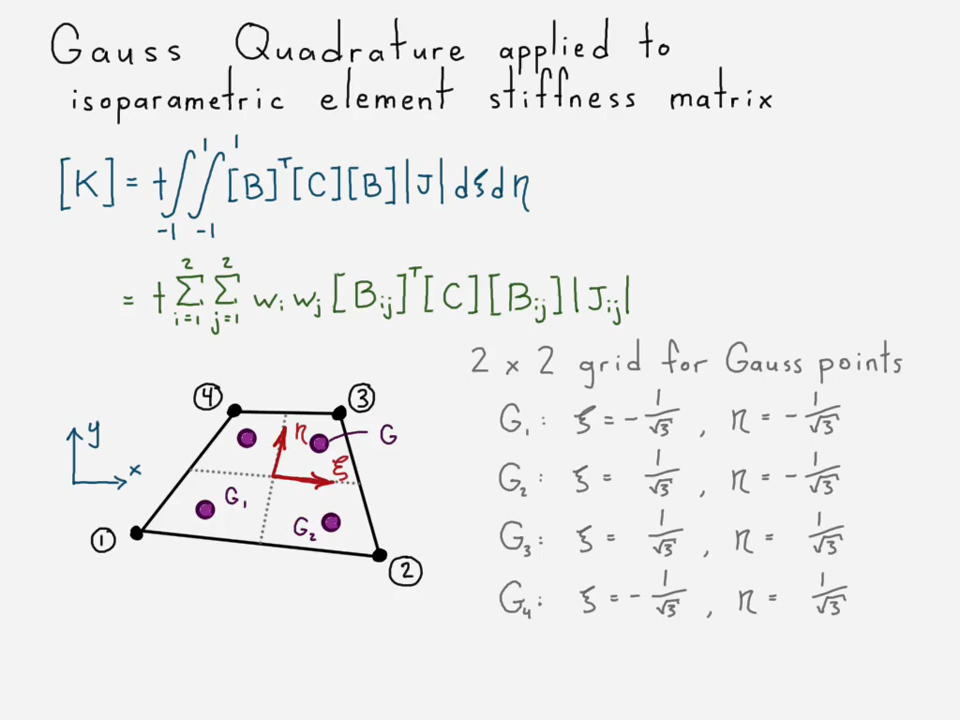 Gauss Quadrature applied to
isoparametric element stiffness matrix
[K] = t∫₋₁¹∫₋₁¹[B]ᵀ[C][B]|J|dξdη
= t Σᵢ₌₁² Σⱼ₌₁² wᵢ wⱼ [Bᵢⱼ]ᵀ[C][Bᵢⱼ]|Jᵢⱼ|
2 x 2 grid for Gauss points
G₁: ξ = -1/√3, η = -1/√3
G₂: ξ = 1/√3, η = -1/√3
G₃: ξ = 1/√3, η = 1/√3
G₄: ξ = -1/√3, η = 1/√3
④ ③
y η G
x ξ
G₁
G₂
①
②